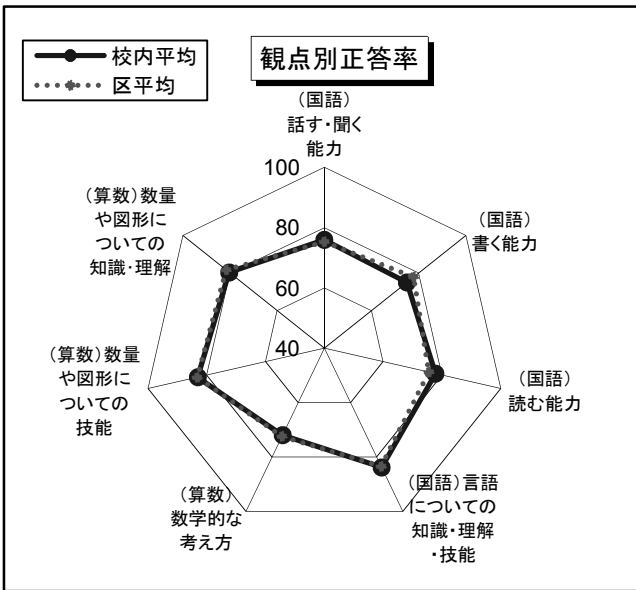 校内平均
区平均
観点別正答率
（国語）
話す・聞く
能力
（国語）
書く能力
（国語）
読む能力
（国語）言語
についての
知識・理解
・技能
（算数）
数学的な
考え方
（算数）数量
や図形に
ついての
技能
（算数）数量
や図形に
ついての
知識・理解
100
80
60
40